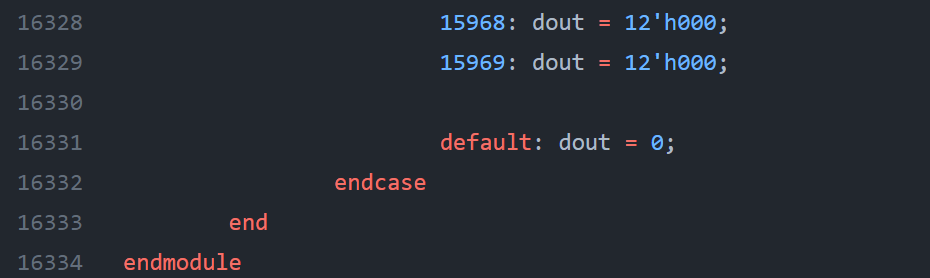 16328 15968: dout = 12'h000;
16329 15969: dout = 12'h000;
16330
16331 default: dout = 0;
16332 endcase
16333 end
16334 endmodule